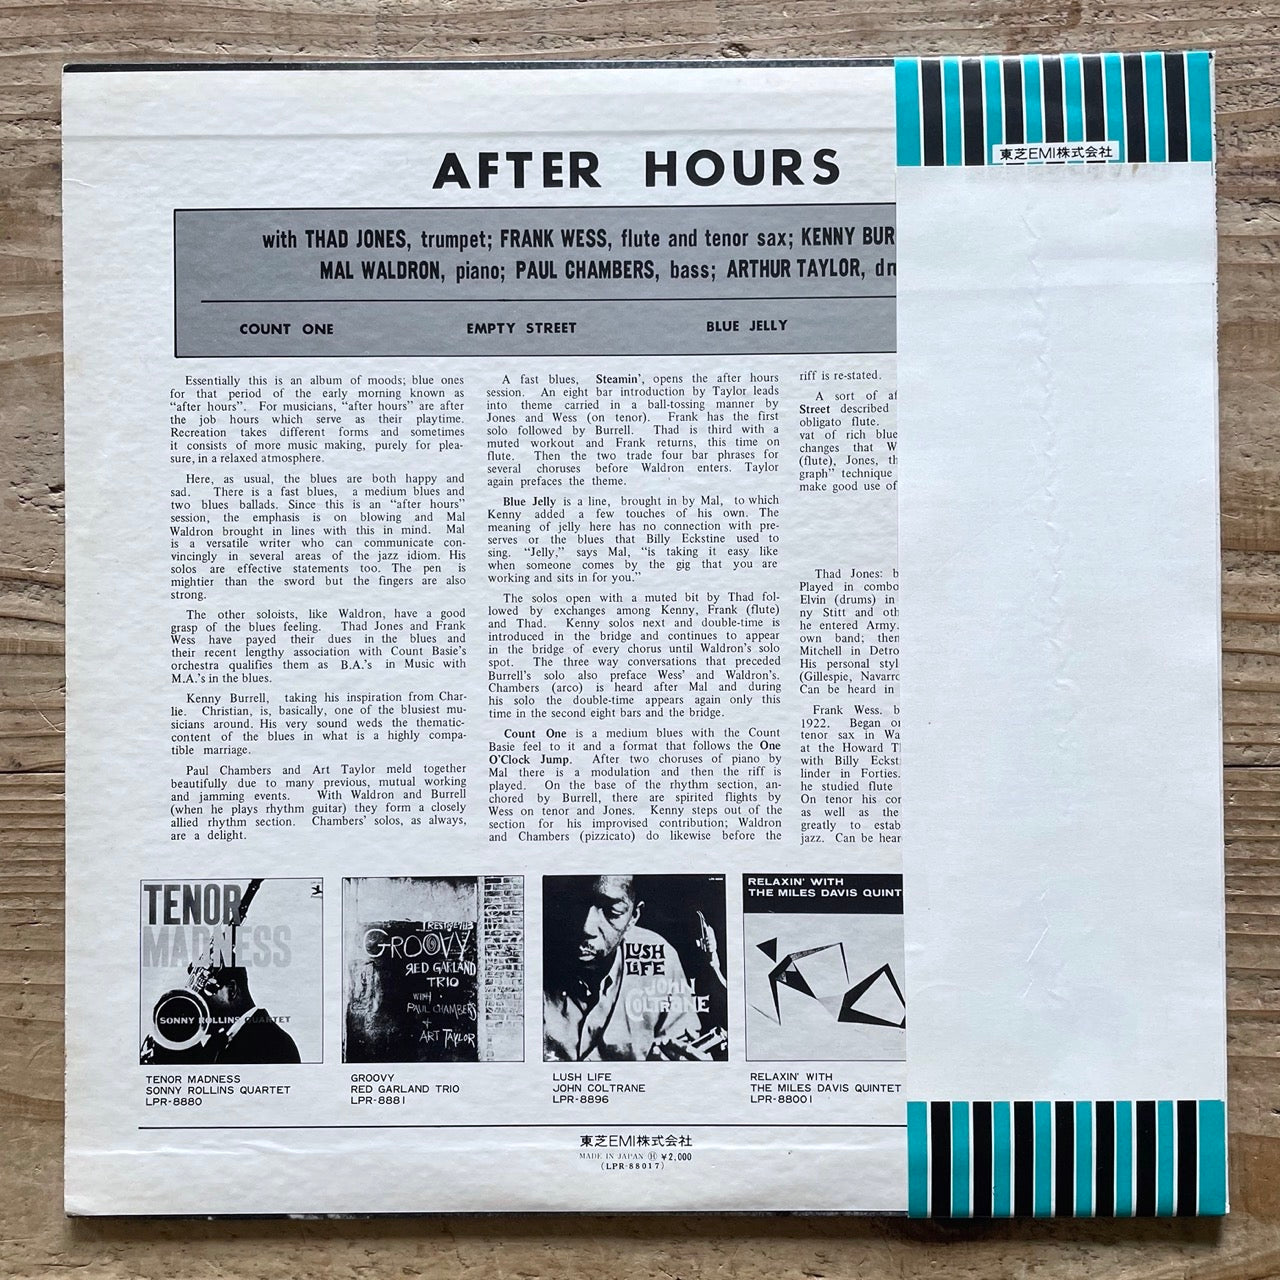 東芝EMI株式会社
AFTER HOURS
with THAD JONES, trumpet; FRANK WESS, flute and tenor sax; KENNY BUR
MAL WALDRON, piano; PAUL CHAMBERS, bass; ARTHUR TAYLOR, dr
COUNT ONE EMPTY STREET BLUE JELLY
Essentially this is an album of moods; blue ones
for that period of the early morning known as
“after hours”. For musicians, “after hours” are after
the job hours which serve as their playtime.
Recreation takes different forms and sometimes
it consists of more music making, purely for plea-
sure, in a relaxed atmosphere.
Here, as usual, the blues are both happy and
sad. There is a fast blues, a medium blues and
two blues ballads. Since this is an “after hours”
session, the emphasis is on blowing and Mal
Waldron brought in lines with this in mind. Mal
is a versatile writer who can communicate con-
vincingly in several areas of the jazz idiom. His
solos are effective statements too. The pen is
mightier than the sword but the fingers are also
strong.
The other soloists, like Waldron, have a good
grasp of the blues feeling. Thad Jones and Frank
Wess have payed their dues in the blues and
their recent lengthy association with Count Basie's
orchestra qualifies them as B.A.'s in Music with
M.A.'s in the blues.
Kenny Burrell, taking his inspiration from Char-
lie. Christian, is, basically, one of the blusiest mu-
sicians around. His very sound weds the thematic-
content of the blues in what is a highly compa-
tible marriage.
Paul Chambers and Art Taylor meld together
beautifully due to many previous, mutual working
and jamming events. With Waldron and Burrell
(when he plays rhythm guitar) they form a closely
allied rhythm section. Chambers' solos, as always,
are a delight.
A fast blues, Steamin', opens the after hours
session. An eight bar introduction by Taylor leads
into theme carried in a ball-tossing manner by
Jones and Wess (on tenor). Frank has the first
solo followed by Burrell. Thad is third with a
muted workout and Frank returns, this time on
flute. Then the two trade four bar phrases for
several choruses before Waldron enters. Taylor
again prefaces the theme.
Blue Jelly is a line, brought in by Mal, to which
Kenny added a few touches of his own. The
meaning of jelly here has no connection with pre-
serves or the blues that Billy Eckstine used to
sing. “Jelly,” says Mal, “is taking it easy like
when someone comes by the gig that you are
working and sits in for you.”
The solos open with a muted bit by Thad fol-
lowed by exchanges among Kenny, Frank (flute)
and Thad. Kenny solos next and double-time is
introduced in the bridge and continues to appear
in the bridge of every chorus until Waldron's solo
spot. The three way conversations that preceded
Burrell's solo also preface Wess' and Waldron's.
Chambers (arco) is heard after Mal and during
his solo the double-time appears again only this
time in the second eight bars and the bridge.
Count One is a medium blues with the Count
Basie feel to it and a format that follows the One
O'Clock Jump. After two choruses of piano by
Mal there is a modulation and then the riff is
played. On the base of the rhythm section, an-
chored by Burrell, there are spirited flights by
Wess on tenor and Jones. Kenny steps out of the
section for his improvised contribution; Waldron
and Chambers (pizzicato) do likewise before the
riff is re-stated.
A sort of af
Street described
obligato flute.
vat of rich blue
changes that W
(flute), Jones, th
graph” technique
make good use of
Thad Jones: b
Played in combo
Elvin (drums) in
ny Stitt and oth
he entered Army.
own band; then
Mitchell in Detro
His personal styl
(Gillespie, Navarro
Can be heard in
Frank Wess. b
1922. Began on
tenor sax in Wa
at the Howard T
with Billy Eckst
linder in Forties.
he studied flute
On tenor his cor
as well as the
greatly to estab
jazz. Can be hear
TENOR
MADNESS
SONNY ROLLINS QUARTET
PRESTIGE 7113
GROOVY
RED GARLAND
TRIO
WITH
PAUL CHAMBERS
+
ART TAYLOR
LUSH
LIFE
JOHN
COLTRANE
RELAXIN' WITH
THE MILES DAVIS QUINT
TENOR MADNESS
SONNY ROLLINS QUARTET
LPR-8880
GROOVY
RED GARLAND TRIO
LPR-8881
LUSH LIFE
JOHN COLTRANE
LPR-8896
RELAXIN' WITH
THE MILES DAVIS QUINTET
LPR-88001
東芝EMI株式会社
MADE IN JAPAN Ⓗ ¥2,000
(LPR-88017)